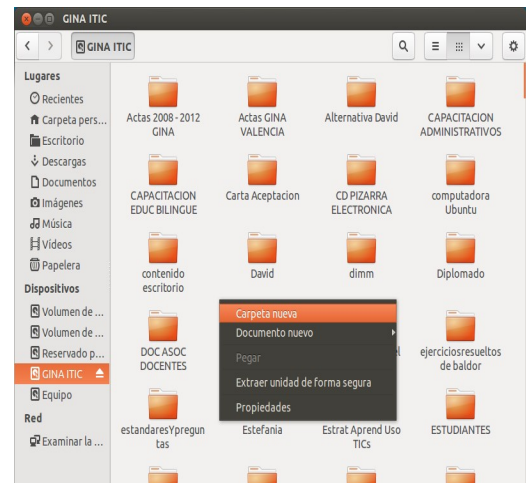 GINA ITIC
GINA ITIC
Lugares
Recientes
Carpeta pers...
Escritorio
Descargas
Documentos
Imágenes
Música
Vídeos
Papelera
Dispositivos
Volumen de ...
Volumen de ...
Reservado p...
GINA ITIC
Equipo
Red
Examinar la ...
Actas 2008 - 2012
GINA
Actas GINA
VALENCIA
Alternativa David
CAPACITACION
ADMINISTRATIVOS
CAPACITACION
EDUC BILINGUE
Carta Aceptacion
CD PIZARRA
ELECTRONICA
computadora
Ubuntu
contenido
escritorio
David
dimm
Diplomado
DOC ASOC
DOCENTES
ejerciciosresueltos
de baldor
Carpeta nueva
Documento nuevo
Pegar
Extraer unidad de forma segura
Propiedades
estandaresYpregun
tas
Estefania
Estrat Aprend Uso
TICs
ESTUDIANTES